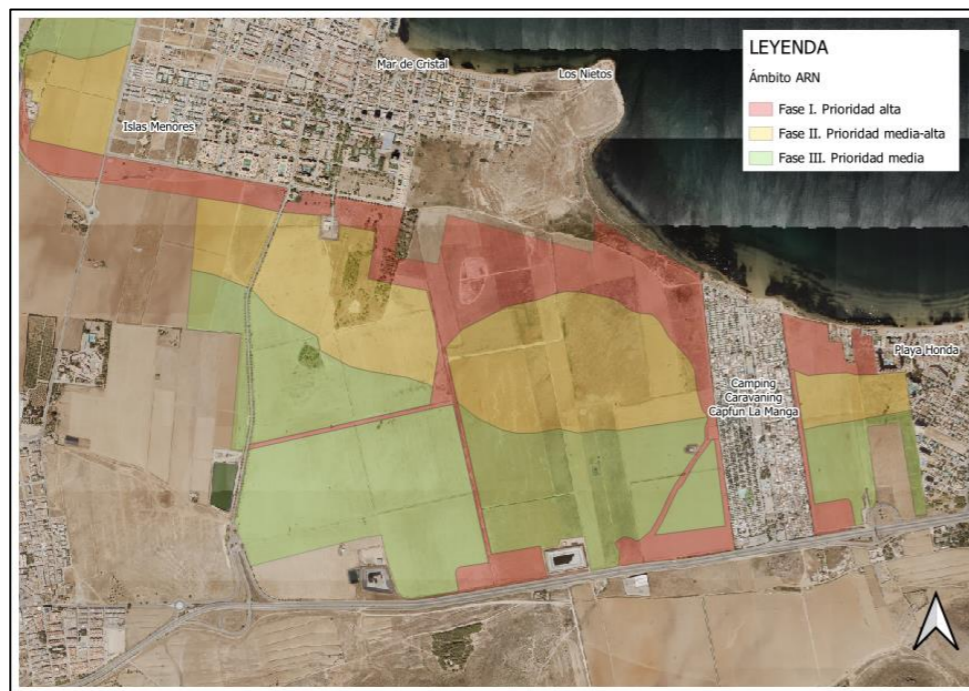 LEYENDA
Ámbito ARN
Fase I. Prioridad alta
Fase II. Prioridad media-alta
Fase III. Prioridad media
Mar de Cristal
Los Nietos
Islas Menores
Playa Honda
Camping
Caravaning
Capfun La Manga